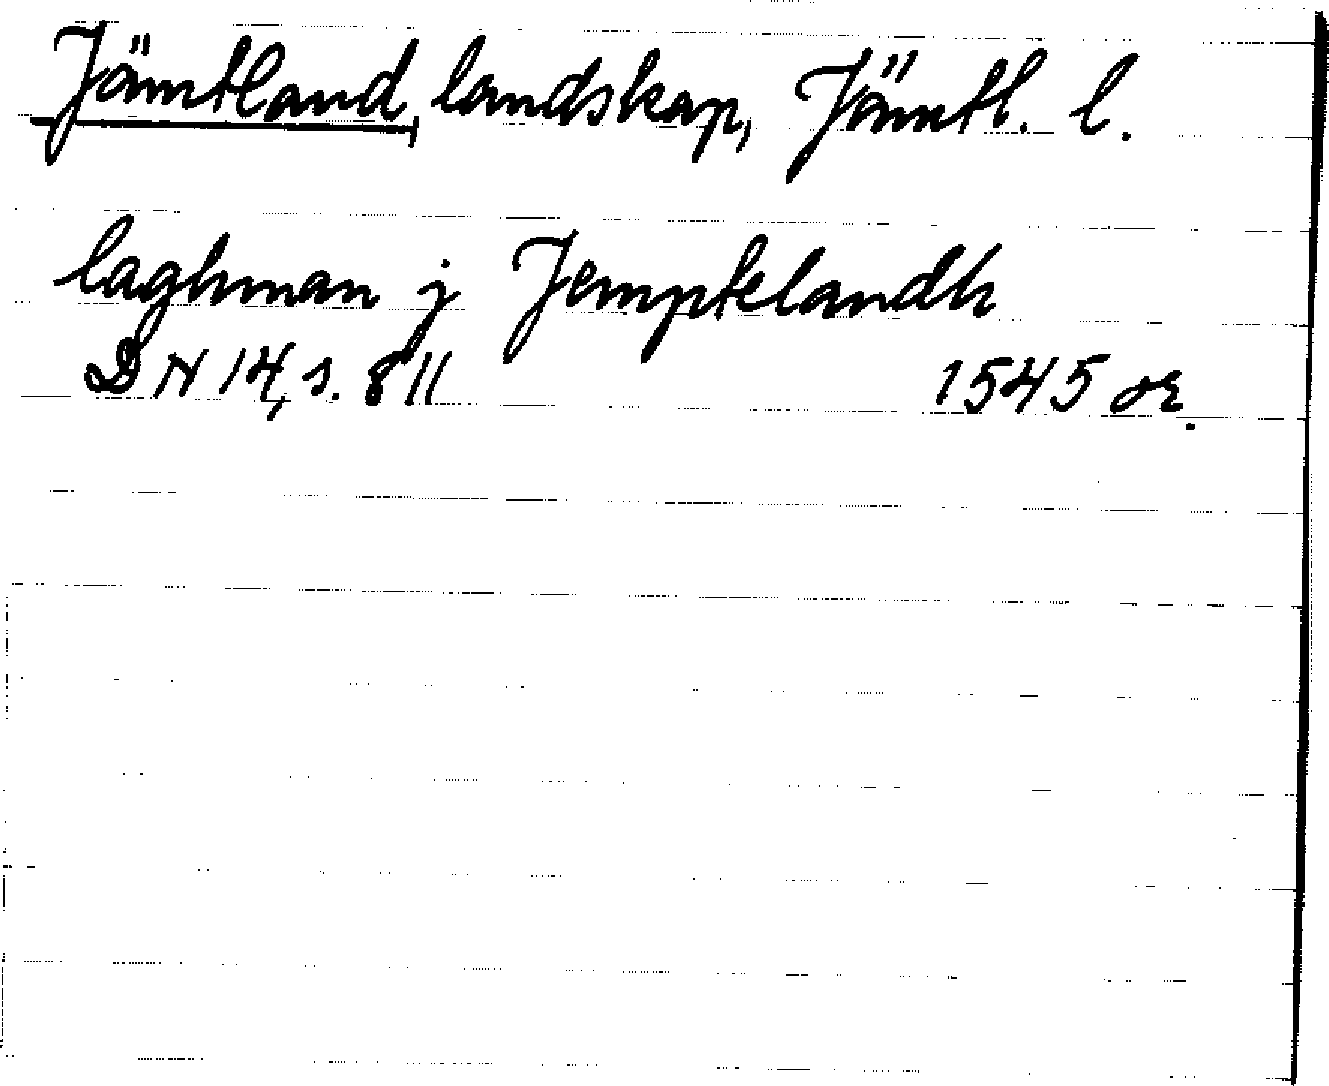 Jämtland landskap, Jämtl. l.
laghman j Jemptelandh
DN 14, s. 811 1545 or.